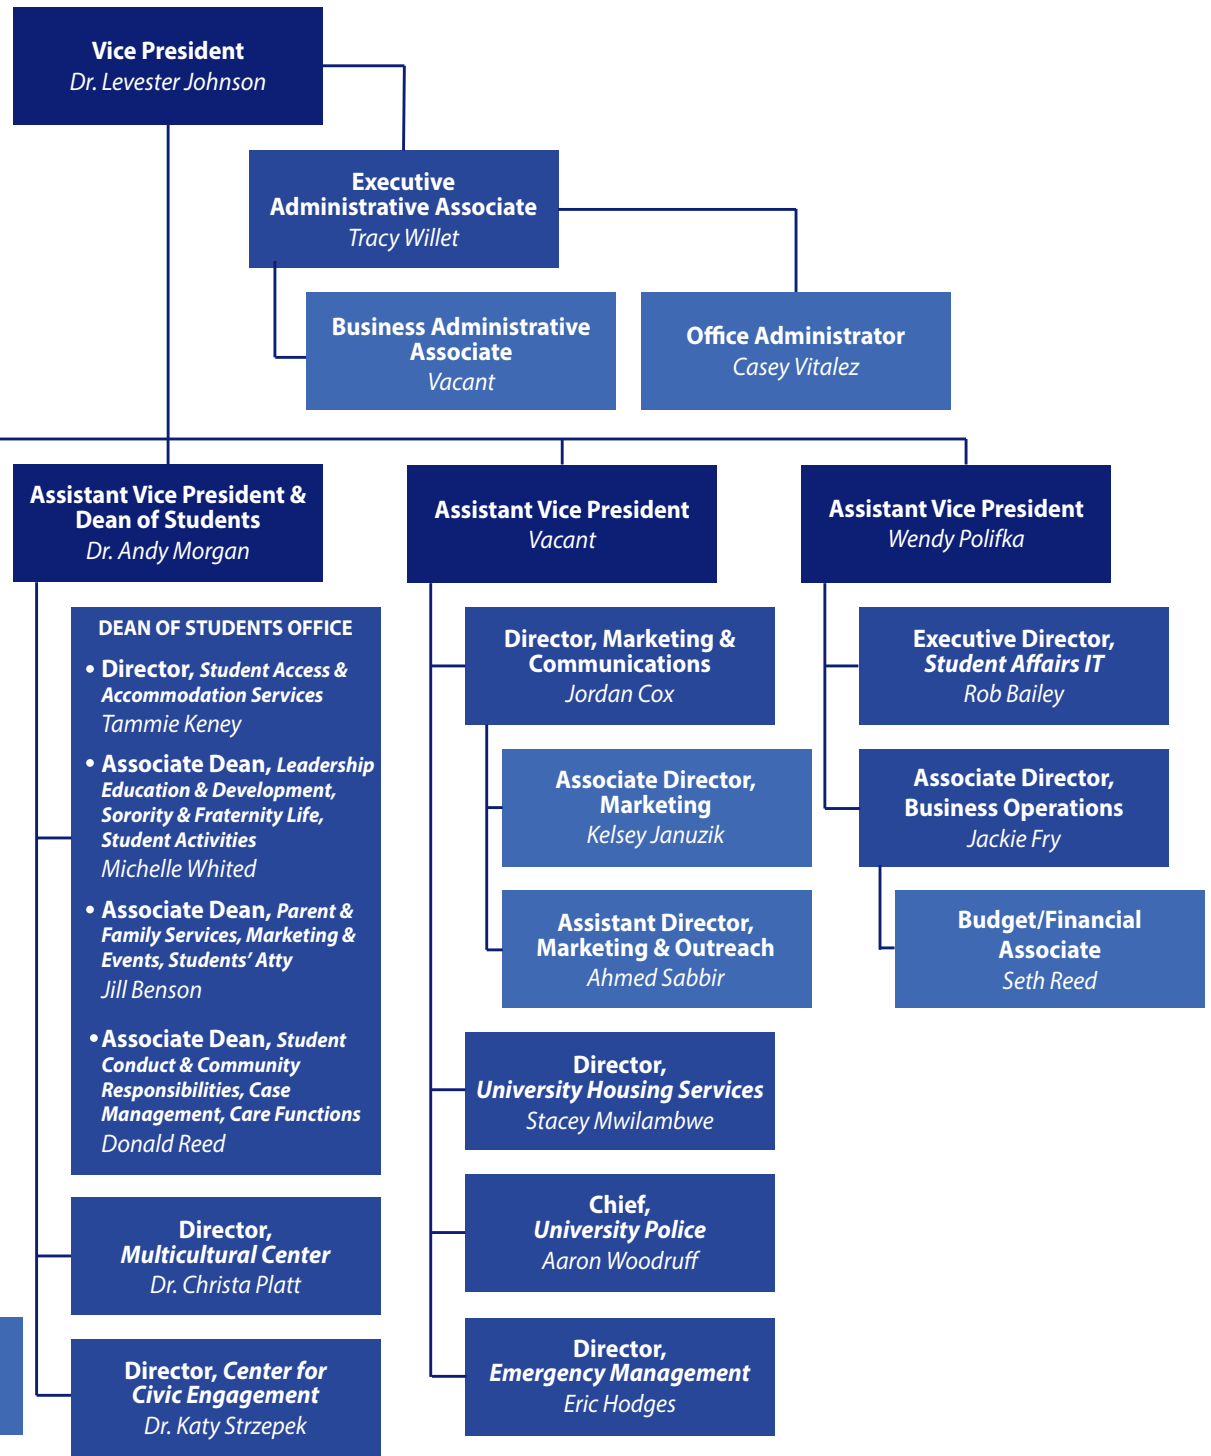 Vice President
Dr. Levester Johnson
Executive
Administrative Associate
Tracy Willet
Business Administrative
Associate
Vacant
Office Administrator
Casey Vitalez
Assistant Vice President &
Dean of Students
Dr. Andy Morgan
DEAN OF STUDENTS OFFICE
• Director, Student Access &
Accommodation Services
Tammie Keney
• Associate Dean, Leadership
Education & Development,
Sorority & Fraternity Life,
Student Activities
Michelle Whited
• Associate Dean, Parent &
Family Services, Marketing &
Events, Students’ Atty
Jill Benson
• Associate Dean, Student
Conduct & Community
Responsibilities, Case
Management, Care Functions
Donald Reed
Director,
Multicultural Center
Dr. Christa Platt
Director, Center for
Civic Engagement
Dr. Katy Strzepek
Assistant Vice President
Vacant
Director, Marketing &
Communications
Jordan Cox
Associate Director,
Marketing
Kelsey Januzik
Assistant Director,
Marketing & Outreach
Ahmed Sabbir
Director,
University Housing Services
Stacey Mwilambwe
Chief,
University Police
Aaron Woodruff
Director,
Emergency Management
Eric Hodges
Assistant Vice President
Wendy Polifka
Executive Director,
Student Affairs IT
Rob Bailey
Associate Director,
Business Operations
Jackie Fry
Budget/Financial
Associate
Seth Reed